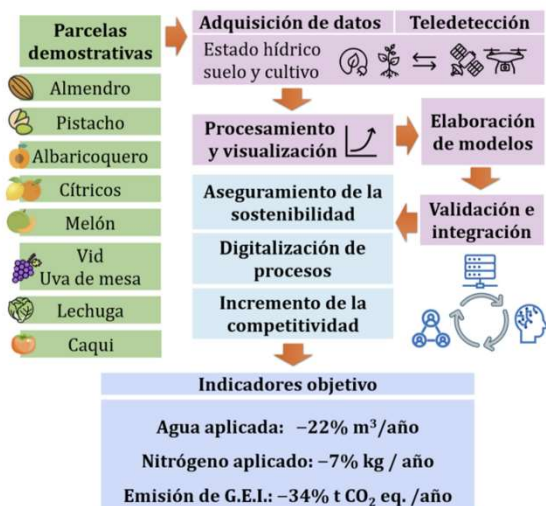 Parcelas
demostrativas
Almendro
Pistacho
Albaricoquero
Cítricos
Melón
Vid
Uva de mesa
Lechuga
Caqui
Adquisición de datos
Teledetección
Estado hídrico
suelo y cultivo
Procesamiento
y visualización
Elaboración
de modelos
Validación e
integración
Aseguramiento de la
sostenibilidad
Digitalización de
procesos
Incremento de la
competitividad
Indicadores objetivo
Agua aplicada: −22% m³/año
Nitrógeno aplicado: −7% kg / año
Emisión de G.E.I.: −34% t CO₂ eq. /año